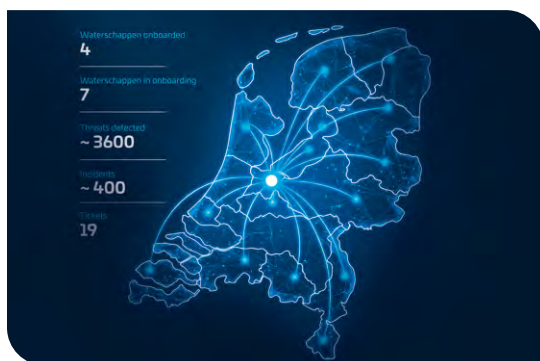 Waterschappen onboarded
4
Waterschappen in onboarding
7
Threats detected
~ 3600
Incidents
~ 400
Tickets
19